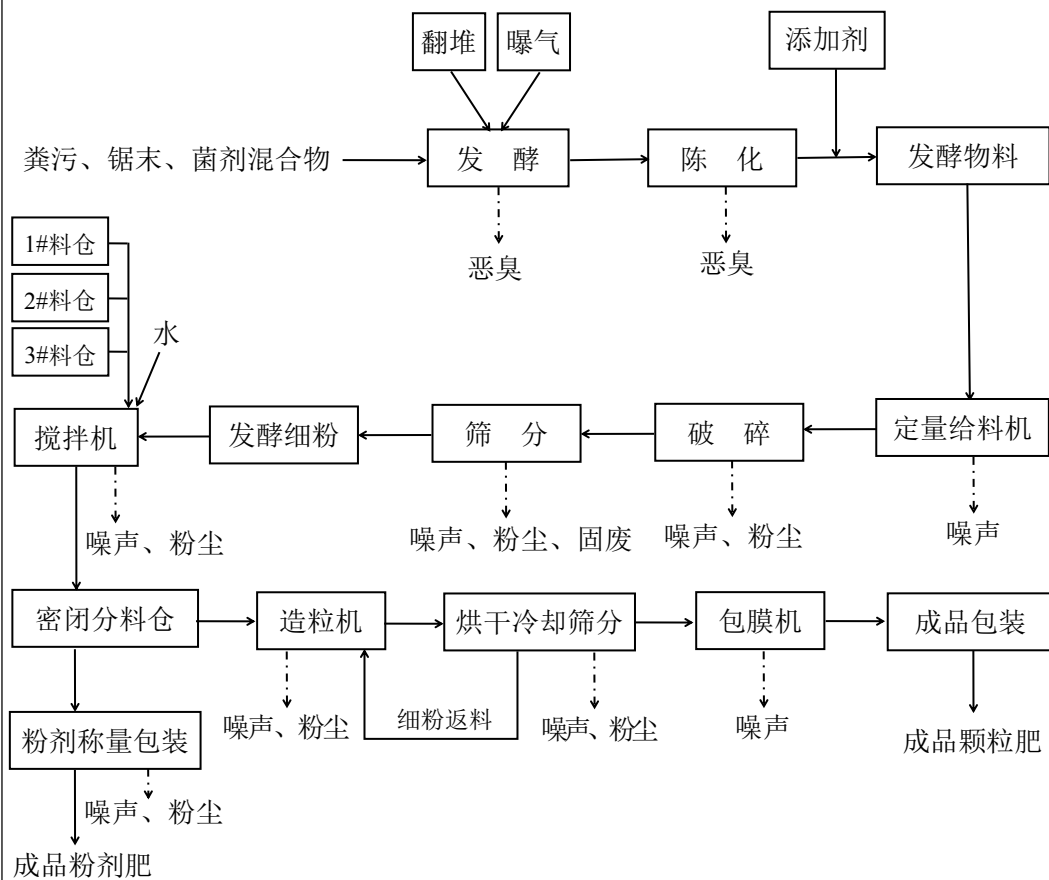 翻堆
曝气
添加剂
粪污、锯末、菌剂混合物
发 酵
陈 化
发酵物料
恶臭
恶臭
1#料仓
2#料仓
3#料仓
水
搅拌机
发酵细粉
筛 分
破 碎
定量给料机
噪声、粉尘
噪声、粉尘、固废
噪声、粉尘
噪声
密闭分料仓
造粒机
烘干冷却筛分
包膜机
成品包装
噪声、粉尘
细粉返料
噪声、粉尘
噪声
成品颗粒肥
粉剂称量包装
噪声、粉尘
成品粉剂肥